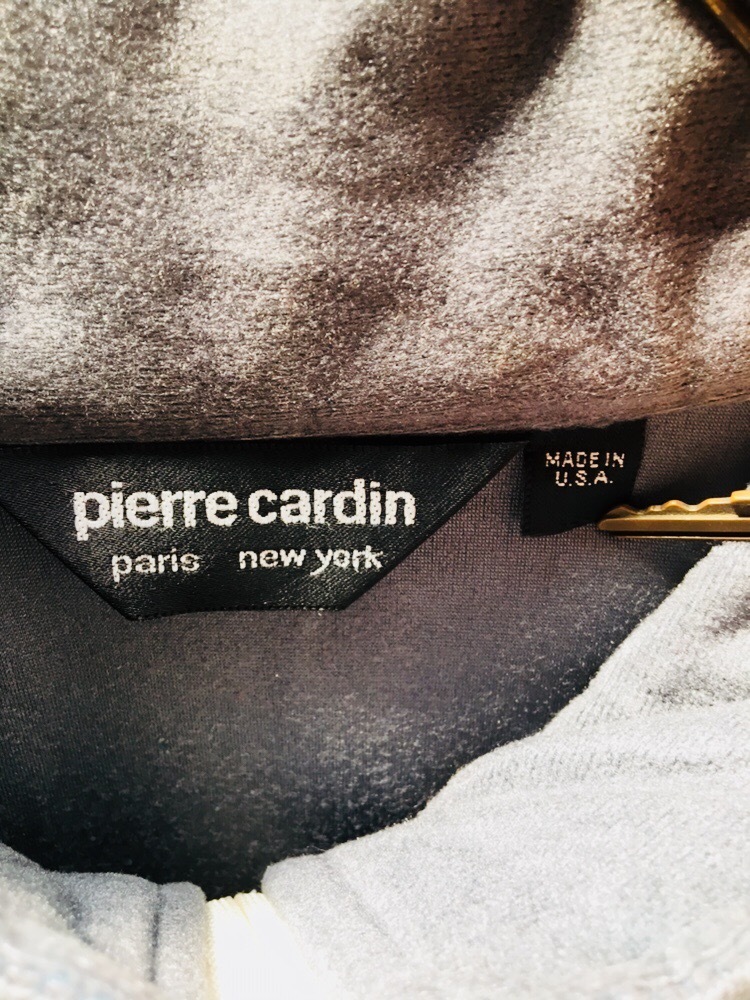 pierre cardin
paris new york
MADE IN
U.S.A.